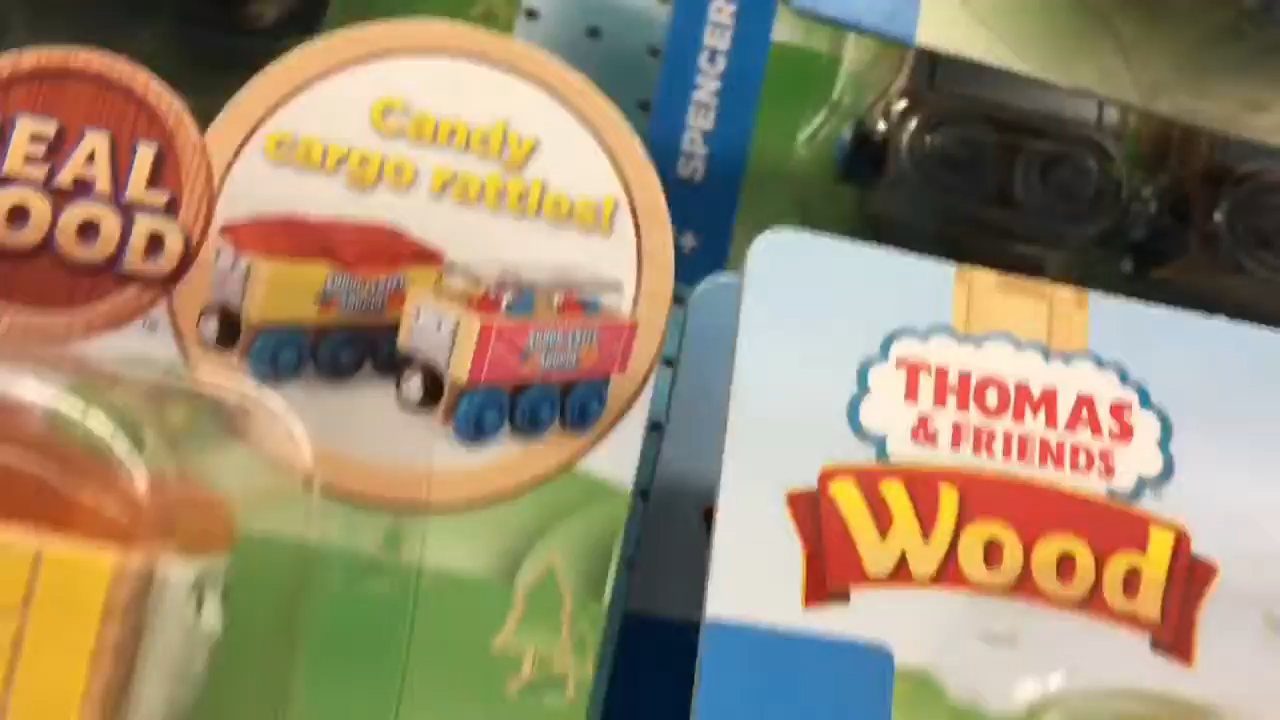 EAL
OOD
Candy
cargo rattles!
SPENCER
THOMAS
& FRIENDS
Wood